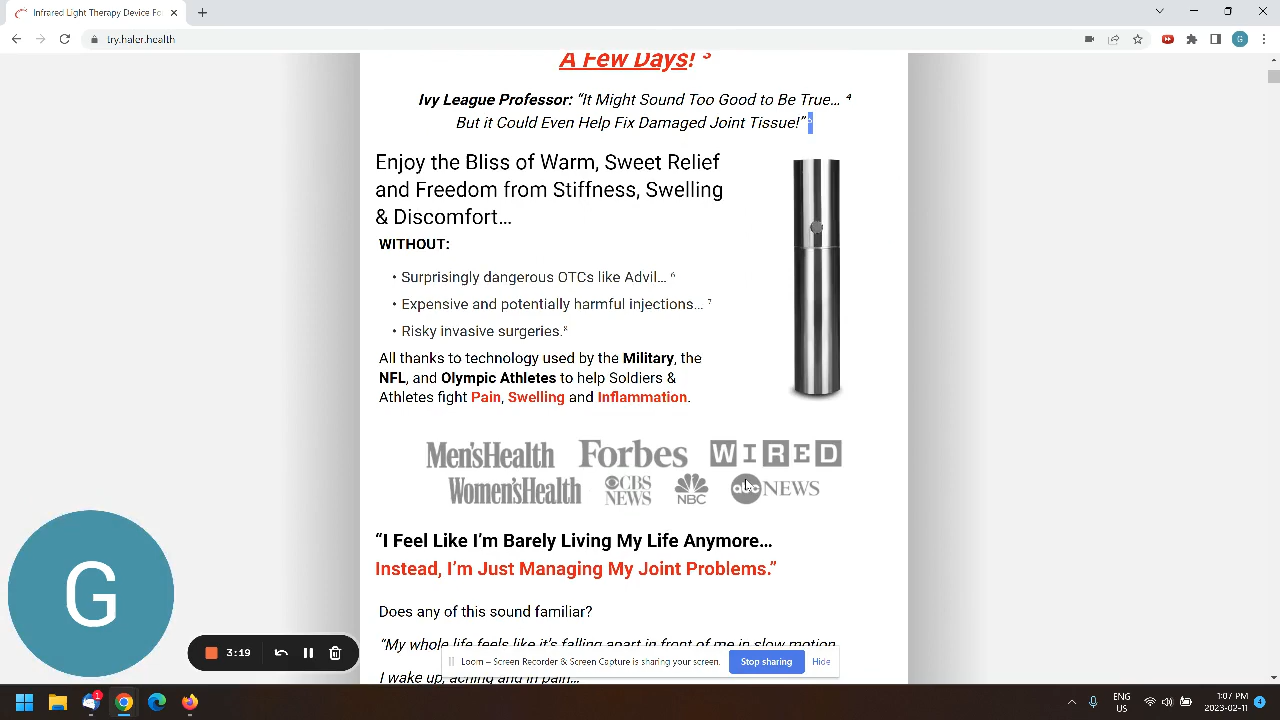 Infrared Light Therapy Device Fo
try.haler.health
G
A Few Days! ³
Ivy League Professor: “It Might Sound Too Good to Be True… ⁴
But it Could Even Help Fix Damaged Joint Tissue!”
Enjoy the Bliss of Warm, Sweet Relief
and Freedom from Stiffness, Swelling
& Discomfort…
WITHOUT:
• Surprisingly dangerous OTCs like Advil… ⁶
• Expensive and potentially harmful injections… ⁷
• Risky invasive surgeries.⁸
All thanks to technology used by the Military, the
NFL, and Olympic Athletes to help Soldiers &
Athletes fight Pain, Swelling and Inflammation.
Men'sHealth Forbes WIRED
Women'sHealth CBS NEWS NBC abc NEWS
“I Feel Like I’m Barely Living My Life Anymore…
Instead, I’m Just Managing My Joint Problems.”
Does any of this sound familiar?
“My whole life feels like it’s falling apart in front of me in slow motion
I wake up, aching and in pain…
G
3:19
Loom – Screen Recorder & Screen Capture is sharing your screen.
Stop sharing
Hide
1
ENG
US
1:07 PM
2023-02-11